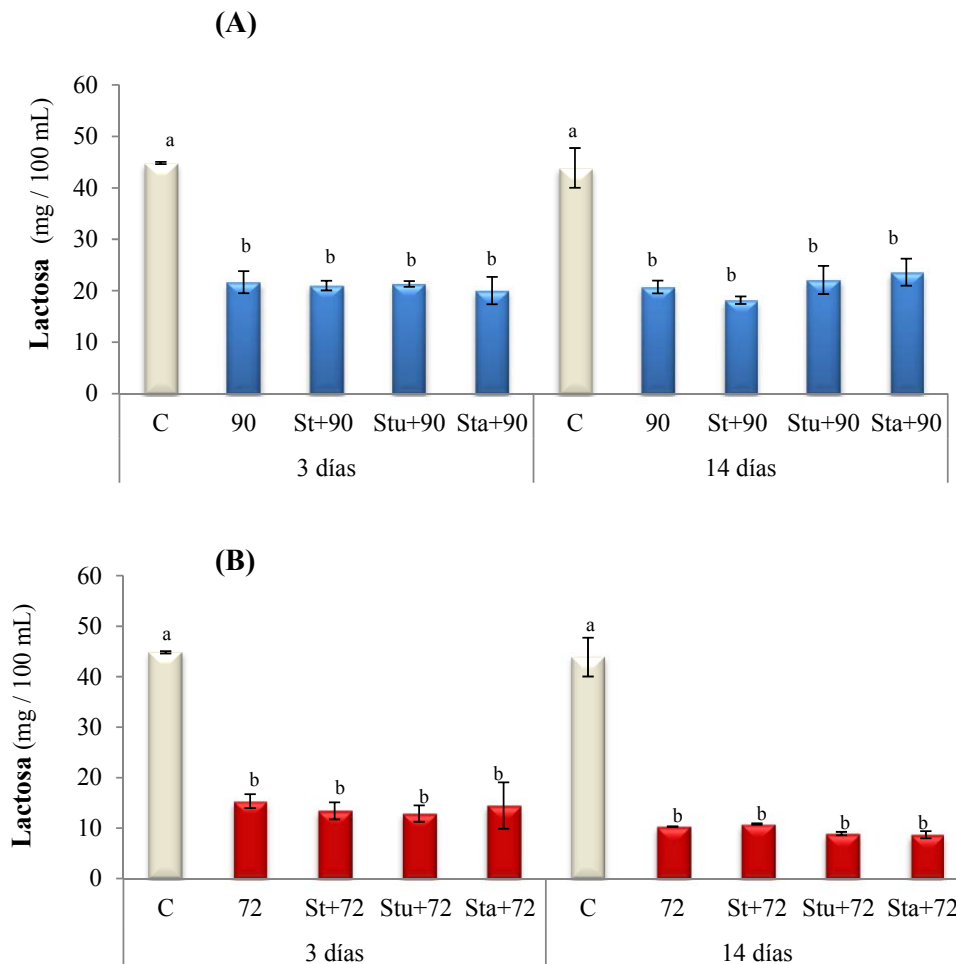 (A)
Lactosa (mg / 100 mL)
60
50
40
30
20
10
0
a
b
b
b
b
a
b
b
b
b
C 90 St+90 Stu+90 Sta+90 C 90 St+90 Stu+90 Sta+90
3 días 14 días
(B)
Lactosa (mg / 100 mL)
60
50
40
30
20
10
0
a
b
b
b
b
a
b
b
b
b
C 72 St+72 Stu+72 Sta+72 C 72 St+72 Stu+72 Sta+72
3 días 14 días